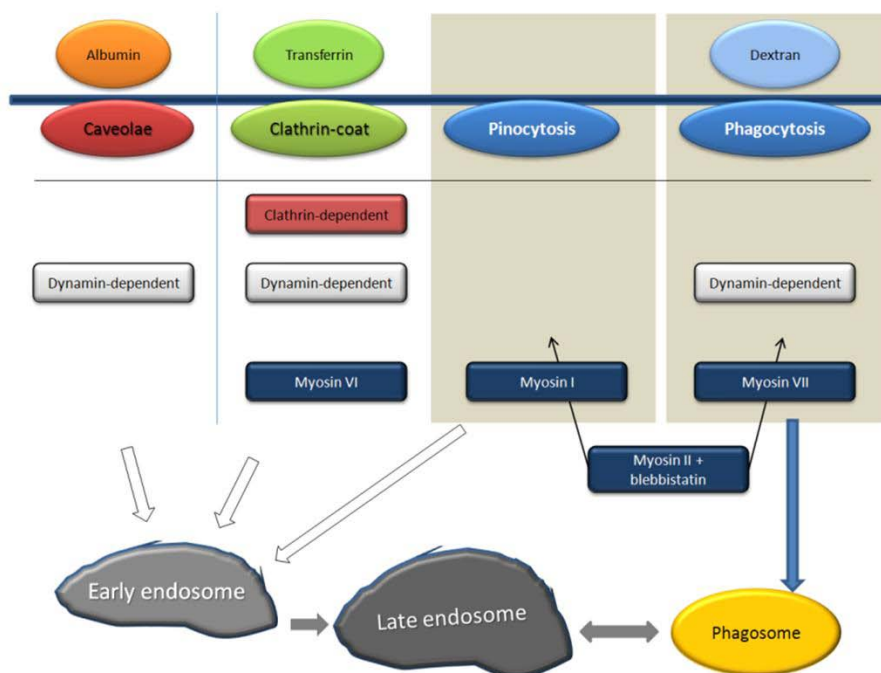 Albumin
Transferrin
Dextran
Caveolae
Clathrin-coat
Pinocytosis
Phagocytosis
Clathrin-dependent
Dynamin-dependent
Dynamin-dependent
Dynamin-dependent
Myosin VI
Myosin I
Myosin VII
Myosin II +
blebbistatin
Early endosome
Late endosome
Phagosome